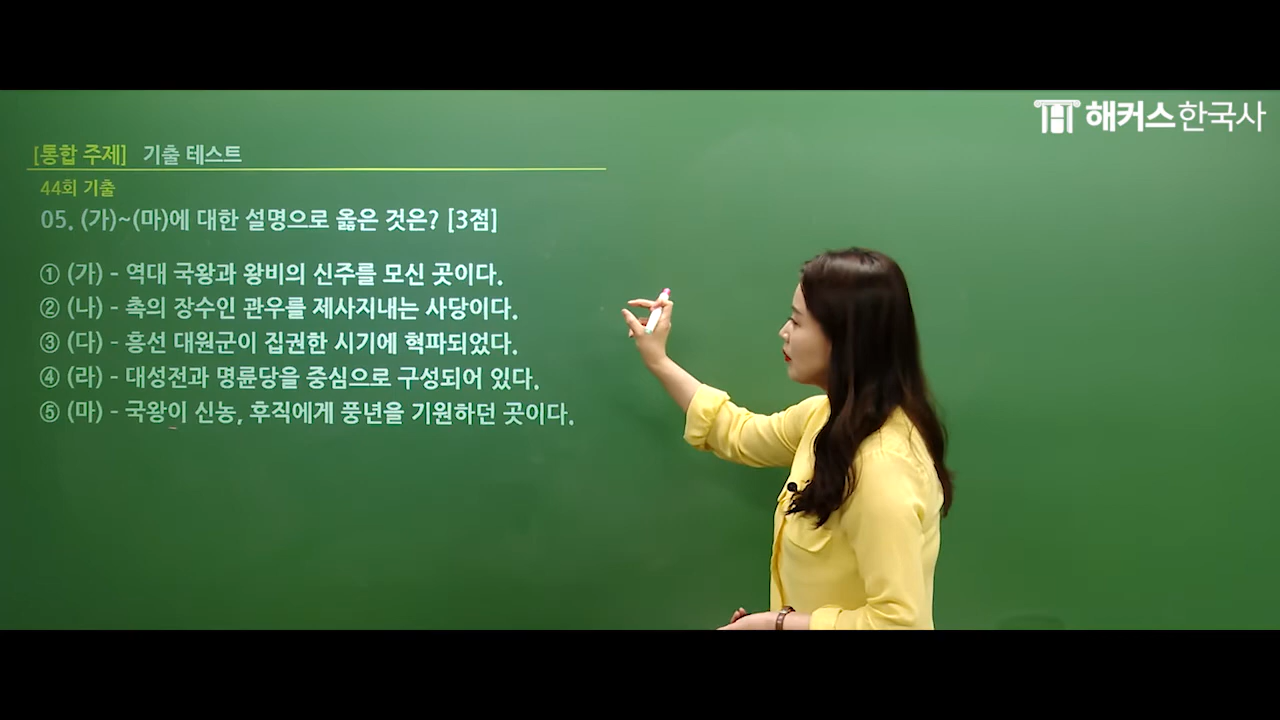 해커스한국사
[통합 주제] 기출 테스트
44회 기출
05. (가)~(마)에 대한 설명으로 옳은 것은? [3점]
① (가) - 역대 국왕과 왕비의 신주를 모신 곳이다.
② (나) - 촉의 장수인 관우를 제사지내는 사당이다.
③ (다) - 흥선 대원군이 집권한 시기에 혁파되었다.
④ (라) - 대성전과 명륜당을 중심으로 구성되어 있다.
⑤ (마) - 국왕이 신농, 후직에게 풍년을 기원하던 곳이다.